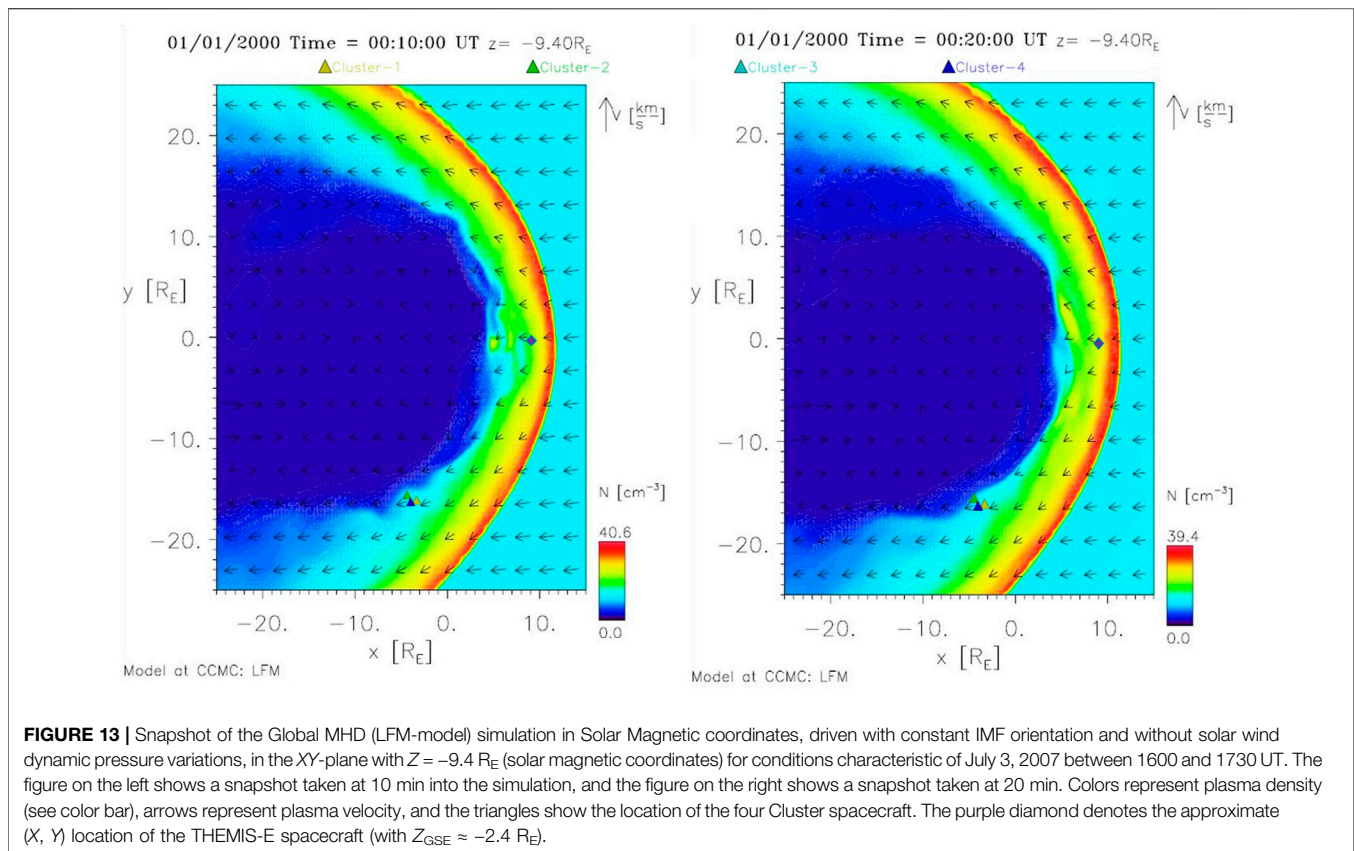 01/01/2000 Time = 00:10:00 UT z= -9.40R_E
Cluster-1 Cluster-2
V [km/s]
20.
10.
y [R_E]
0.
-10.
-20.
N [cm⁻³]
40.6
0.0
-20. -10. 0. 10.
x [R_E]
Model at CCMC: LFM
01/01/2000 Time = 00:20:00 UT z= -9.40R_E
Cluster-3 Cluster-4
V [km/s]
20.
10.
y [R_E]
0.
-10.
-20.
N [cm⁻³]
39.4
0.0
-20. -10. 0. 10.
x [R_E]
Model at CCMC: LFM
FIGURE 13 | Snapshot of the Global MHD (LFM-model) simulation in Solar Magnetic coordinates, driven with constant IMF orientation and without solar wind
dynamic pressure variations, in the XY-plane with Z = −9.4 R_E (solar magnetic coordinates) for conditions characteristic of July 3, 2007 between 1600 and 1730 UT. The
figure on the left shows a snapshot taken at 10 min into the simulation, and the figure on the right shows a snapshot taken at 20 min. Colors represent plasma density
(see color bar), arrows represent plasma velocity, and the triangles show the location of the four Cluster spacecraft. The purple diamond denotes the approximate
(X, Y) location of the THEMIS-E spacecraft (with Z_GSE ≈ −2.4 R_E).